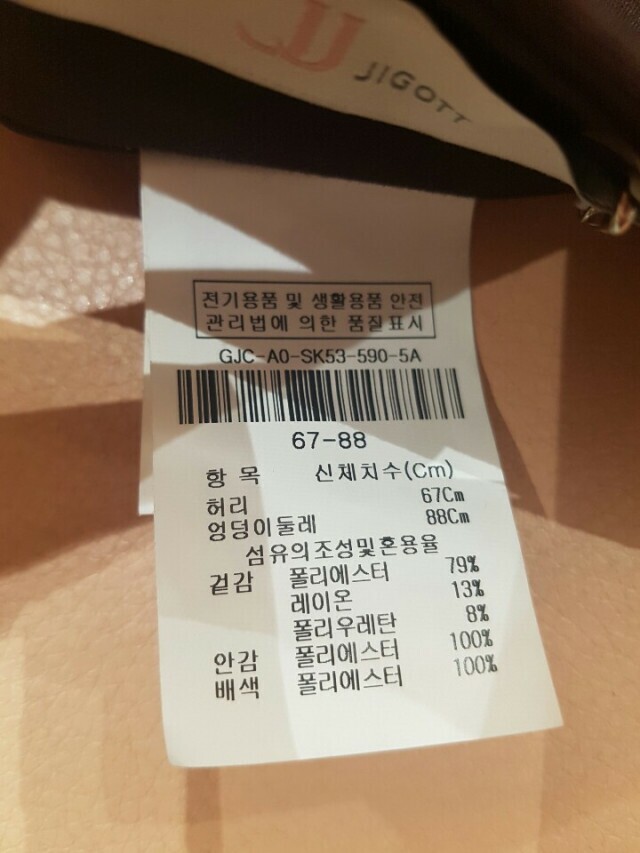 JJ JIGOTT
전기용품 및 생활용품 안전
관리법에 의한 품질표시
GJC-A0-SK53-590-5A
67-88
항 목 신체치수(Cm)
허리 67Cm
엉덩이둘레 88Cm
섬유의조성및혼용율
겉감 폴리에스터 79%
레이온 13%
폴리우레탄 8%
안감 폴리에스터 100%
배색 폴리에스터 100%